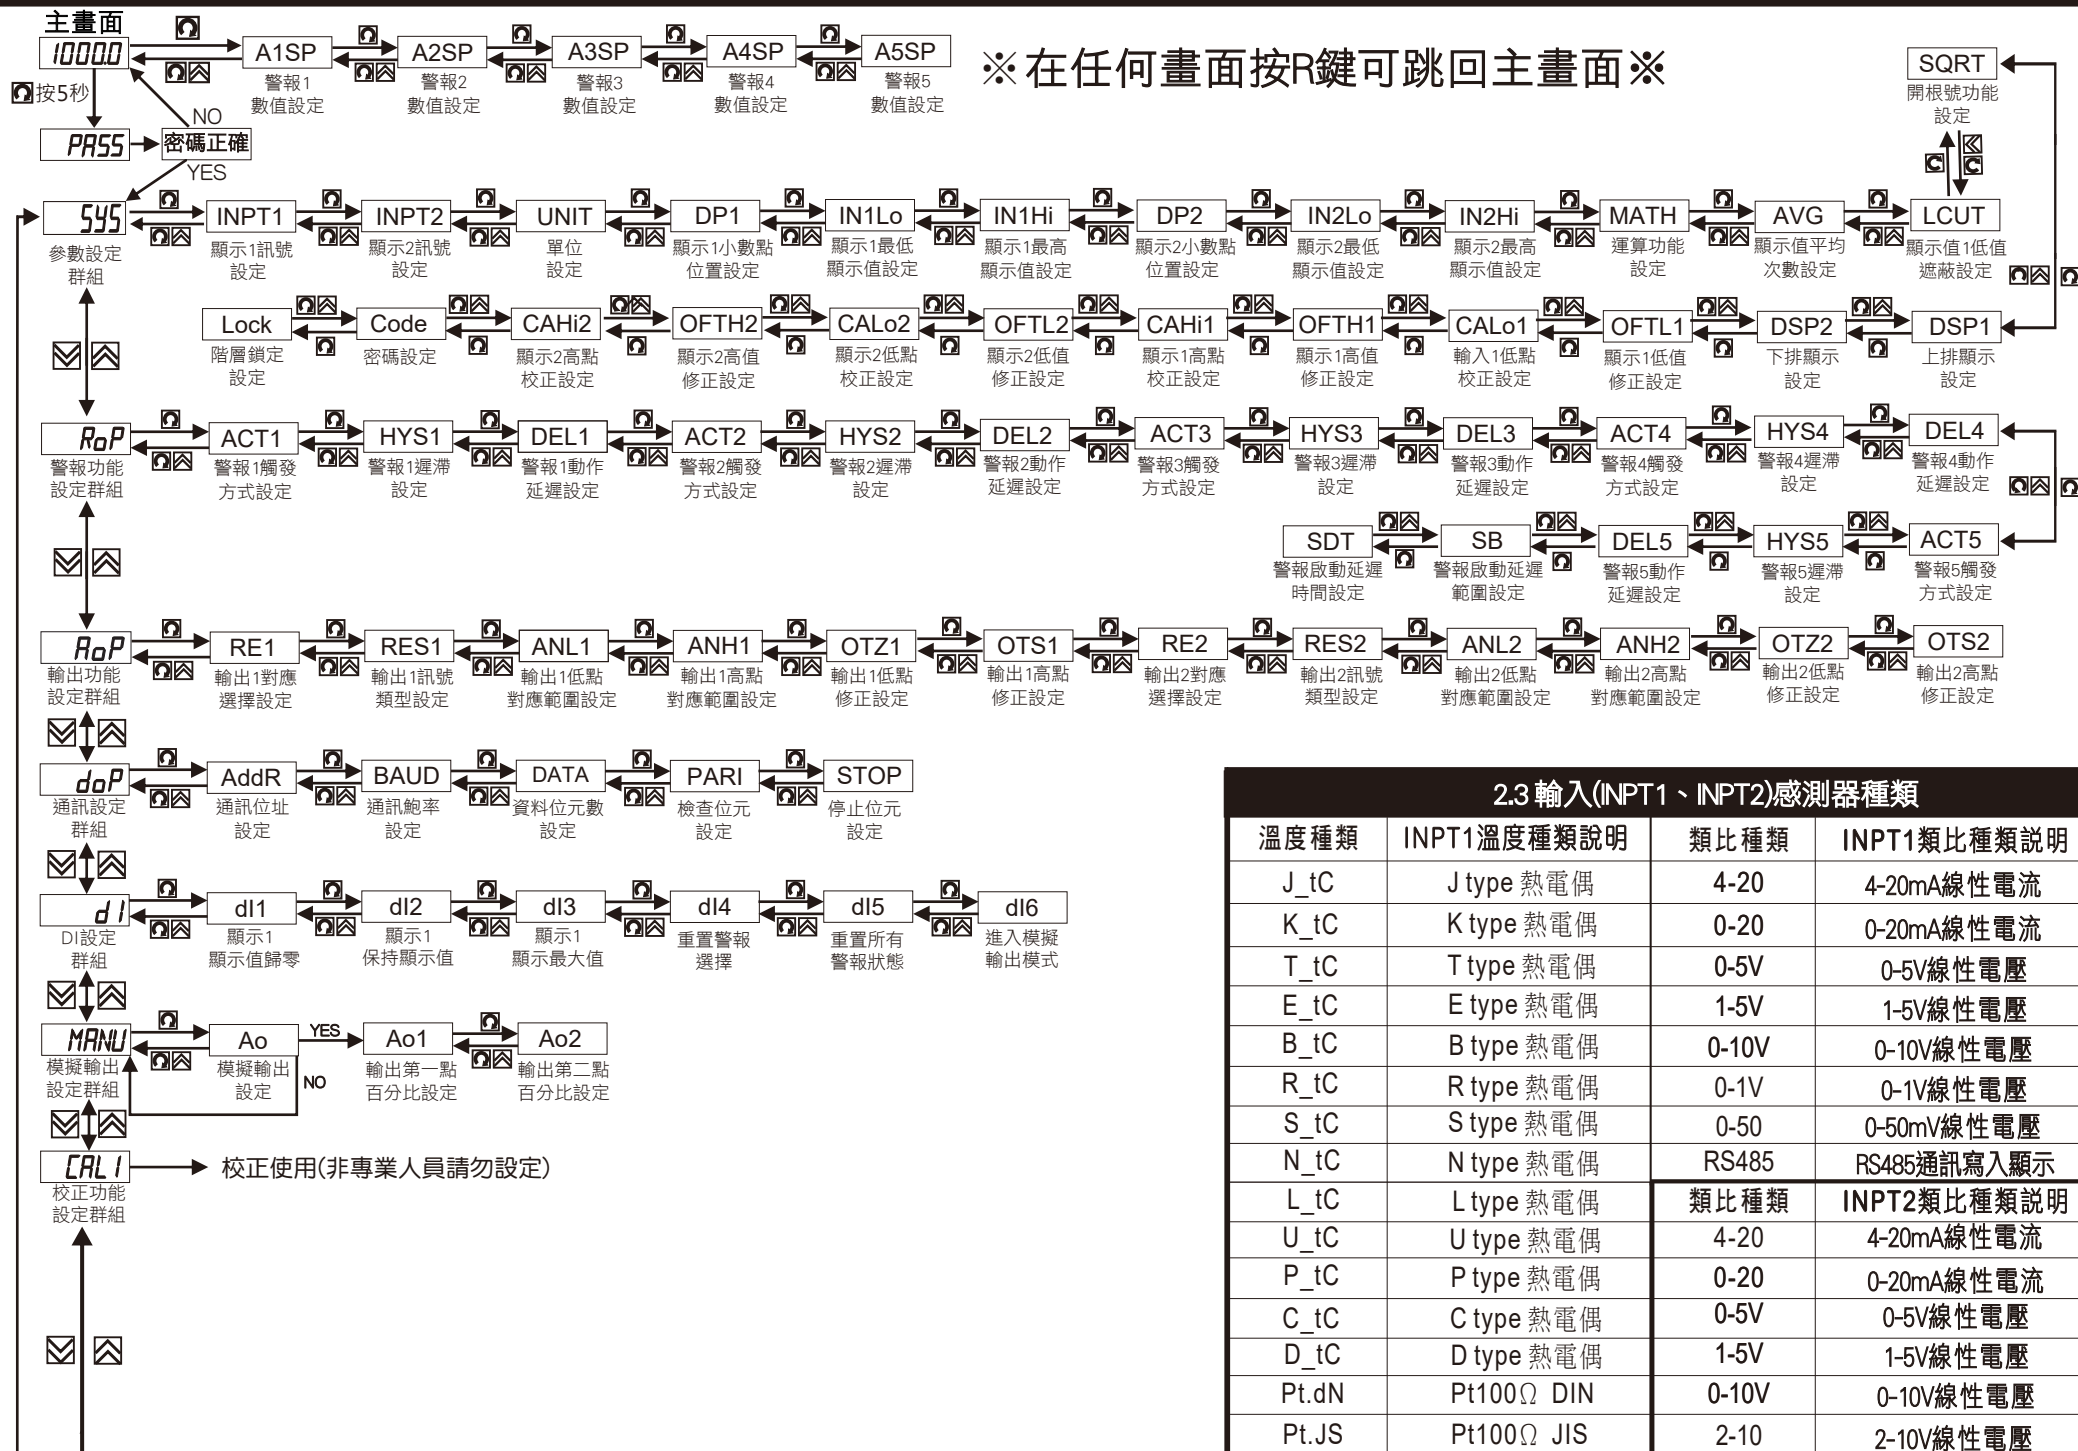 主畫面
1000.0
A1SP
A2SP
A3SP
A4SP
A5SP
警報1
數值設定
警報2
數值設定
警報3
數值設定
警報4
數值設定
警報5
數值設定
※在任何畫面按R鍵可跳回主畫面※
SQRT
開根號功能
設定
按5秒
NO
PASS
密碼正確
YES
SYS
INPT1
INPT2
UNIT
DP1
IN1Lo
IN1Hi
DP2
IN2Lo
IN2Hi
MATH
AVG
LCUT
參數設定
群組
顯示1訊號
設定
顯示2訊號
設定
單位
設定
顯示1小數點
位置設定
顯示1最低
顯示值設定
顯示1最高
顯示值設定
顯示2小數點
位置設定
顯示2最低
顯示值設定
顯示2最高
顯示值設定
運算功能
設定
顯示值平均
次數設定
顯示值1低值
遮蔽設定
Lock
Code
CAHi2
OFTH2
CALo2
OFTL2
CAHi1
OFTH1
CALo1
OFTL1
DSP2
DSP1
階層鎖定
設定
密碼設定
顯示2高點
校正設定
顯示2高值
修正設定
顯示2低點
校正設定
顯示2低值
修正設定
顯示1高點
校正設定
顯示1高值
修正設定
輸入1低點
校正設定
顯示1低值
修正設定
下排顯示
設定
上排顯示
設定
RoP
ACT1
HYS1
DEL1
ACT2
HYS2
DEL2
ACT3
HYS3
DEL3
ACT4
HYS4
DEL4
警報功能
設定群組
警報1觸發
方式設定
警報1遲滯
設定
警報1動作
延遲設定
警報2觸發
方式設定
警報2遲滯
設定
警報2動作
延遲設定
警報3觸發
方式設定
警報3遲滯
設定
警報3動作
延遲設定
警報4觸發
方式設定
警報4遲滯
設定
警報4動作
延遲設定
SDT
SB
DEL5
HYS5
ACT5
警報啟動延遲
時間設定
警報啟動延遲
範圍設定
警報5動作
延遲設定
警報5遲滯
設定
警報5觸發
方式設定
AoP
RE1
RES1
ANL1
ANH1
OTZ1
OTS1
RE2
RES2
ANL2
ANH2
OTZ2
OTS2
輸出功能
設定群組
輸出1對應
選擇設定
輸出1訊號
類型設定
輸出1低點
對應範圍設定
輸出1高點
對應範圍設定
輸出1低點
修正設定
輸出1高點
修正設定
輸出2對應
選擇設定
輸出2訊號
類型設定
輸出2低點
對應範圍設定
輸出2高點
對應範圍設定
輸出2低點
修正設定
輸出2高點
修正設定
doP
AddR
BAUD
DATA
PARI
STOP
通訊設定
群組
通訊位址
設定
通訊鮑率
設定
資料位元數
設定
檢查位元
設定
停止位元
設定
dI
dI1
dI2
dI3
dI4
dI5
dI6
DI設定
群組
顯示1
顯示值歸零
顯示1
保持顯示值
顯示1
顯示最大值
重置警報
選擇
重置所有
警報狀態
進入模擬
輸出模式
MANU
Ao
YES
Ao1
Ao2
模擬輸出
設定群組
模擬輸出
設定
NO
輸出第一點
百分比設定
輸出第二點
百分比設定
CAL1
校正使用(非專業人員請勿設定)
校正功能
設定群組
2.3 輸入(INPT1、INPT2)感測器種類
溫度種類 INPT1溫度種類說明 類比種類 INPT1類比種類說明
J_tC J type 熱電偶 4-20 4-20mA線性電流
K_tC K type 熱電偶 0-20 0-20mA線性電流
T_tC T type 熱電偶 0-5V 0-5V線性電壓
E_tC E type 熱電偶 1-5V 1-5V線性電壓
B_tC B type 熱電偶 0-10V 0-10V線性電壓
R_tC R type 熱電偶 0-1V 0-1V線性電壓
S_tC S type 熱電偶 0-50 0-50mV線性電壓
N_tC N type 熱電偶 RS485 RS485通訊寫入顯示
L_tC L type 熱電偶 類比種類 INPT2類比種類說明
U_tC U type 熱電偶 4-20 4-20mA線性電流
P_tC P type 熱電偶 0-20 0-20mA線性電流
C_tC C type 熱電偶 0-5V 0-5V線性電壓
D_tC D type 熱電偶 1-5V 1-5V線性電壓
Pt.dN Pt100Ω DIN 0-10V 0-10V線性電壓
Pt.JS Pt100Ω JIS 2-10 2-10V線性電壓